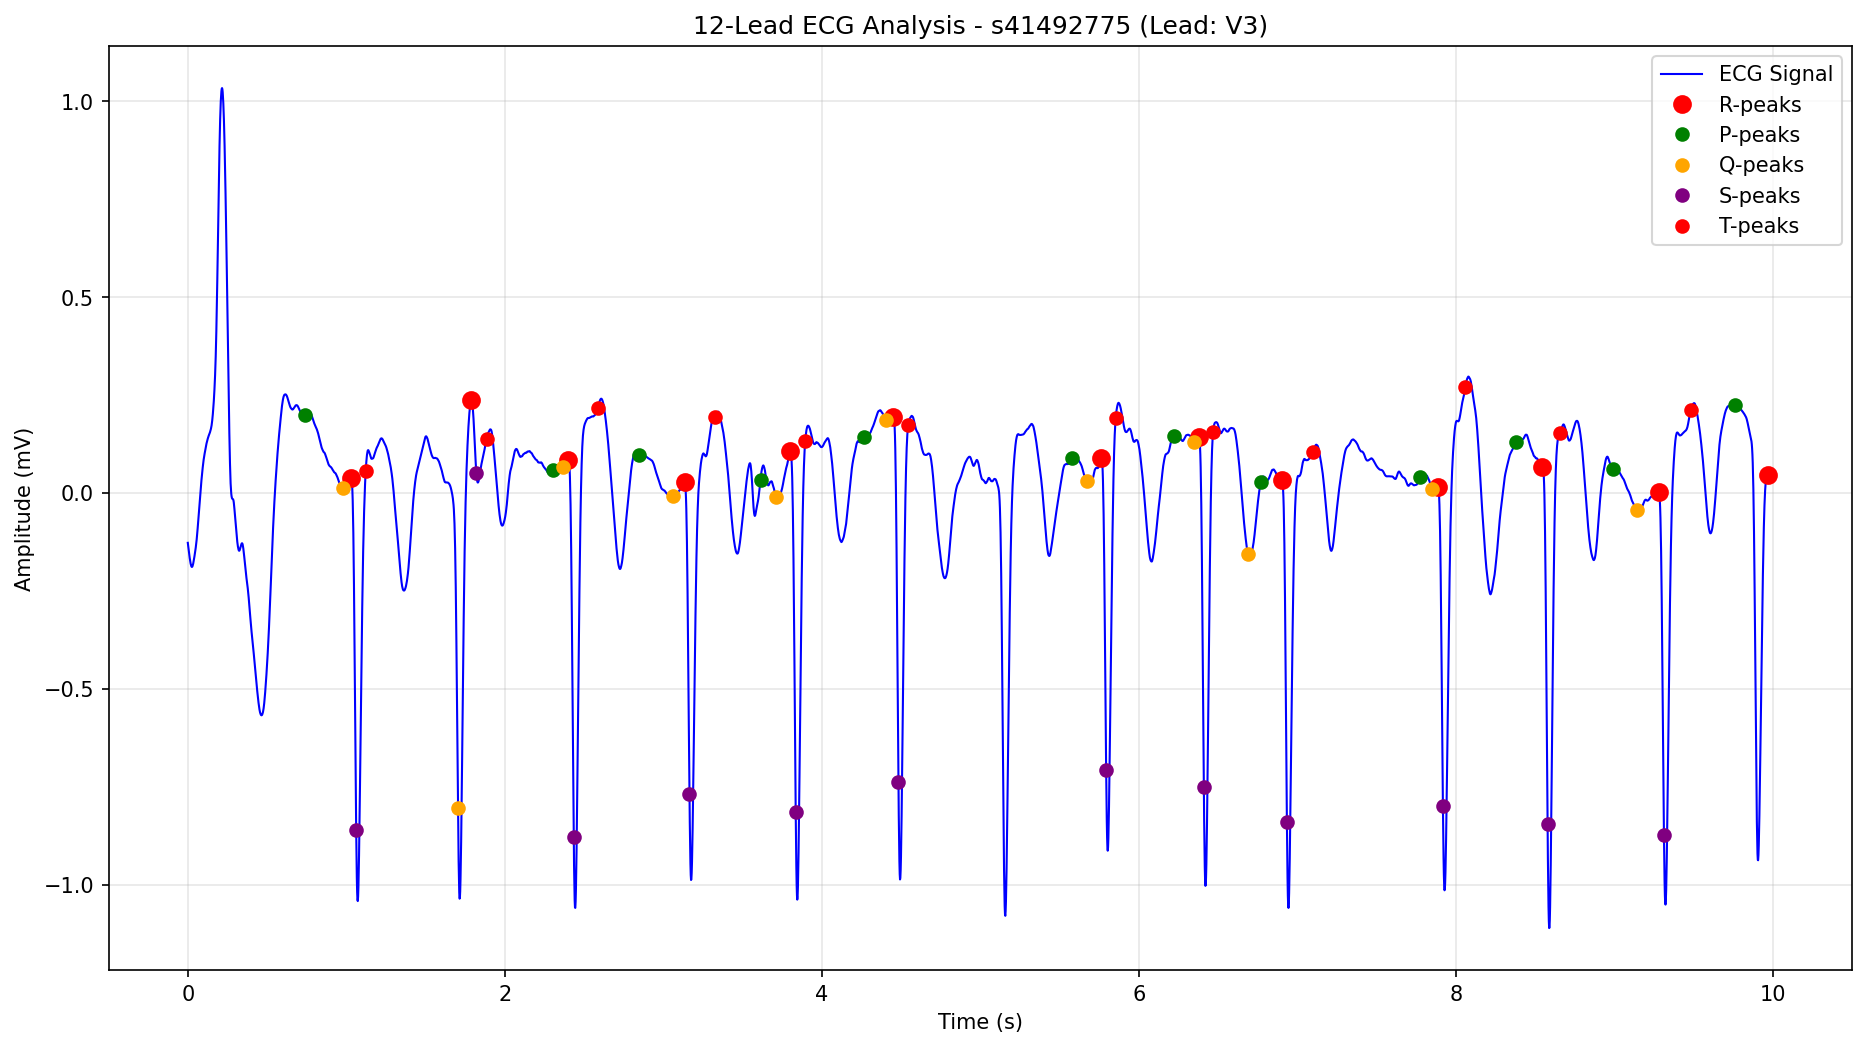 12-Lead ECG Analysis - s41492775 (Lead: V3)
ECG Signal
R-peaks
P-peaks
Q-peaks
S-peaks
T-peaks
1.0
0.5
0.0
−0.5
−1.0
Amplitude (mV)
0 2 4 6 8 10
Time (s)